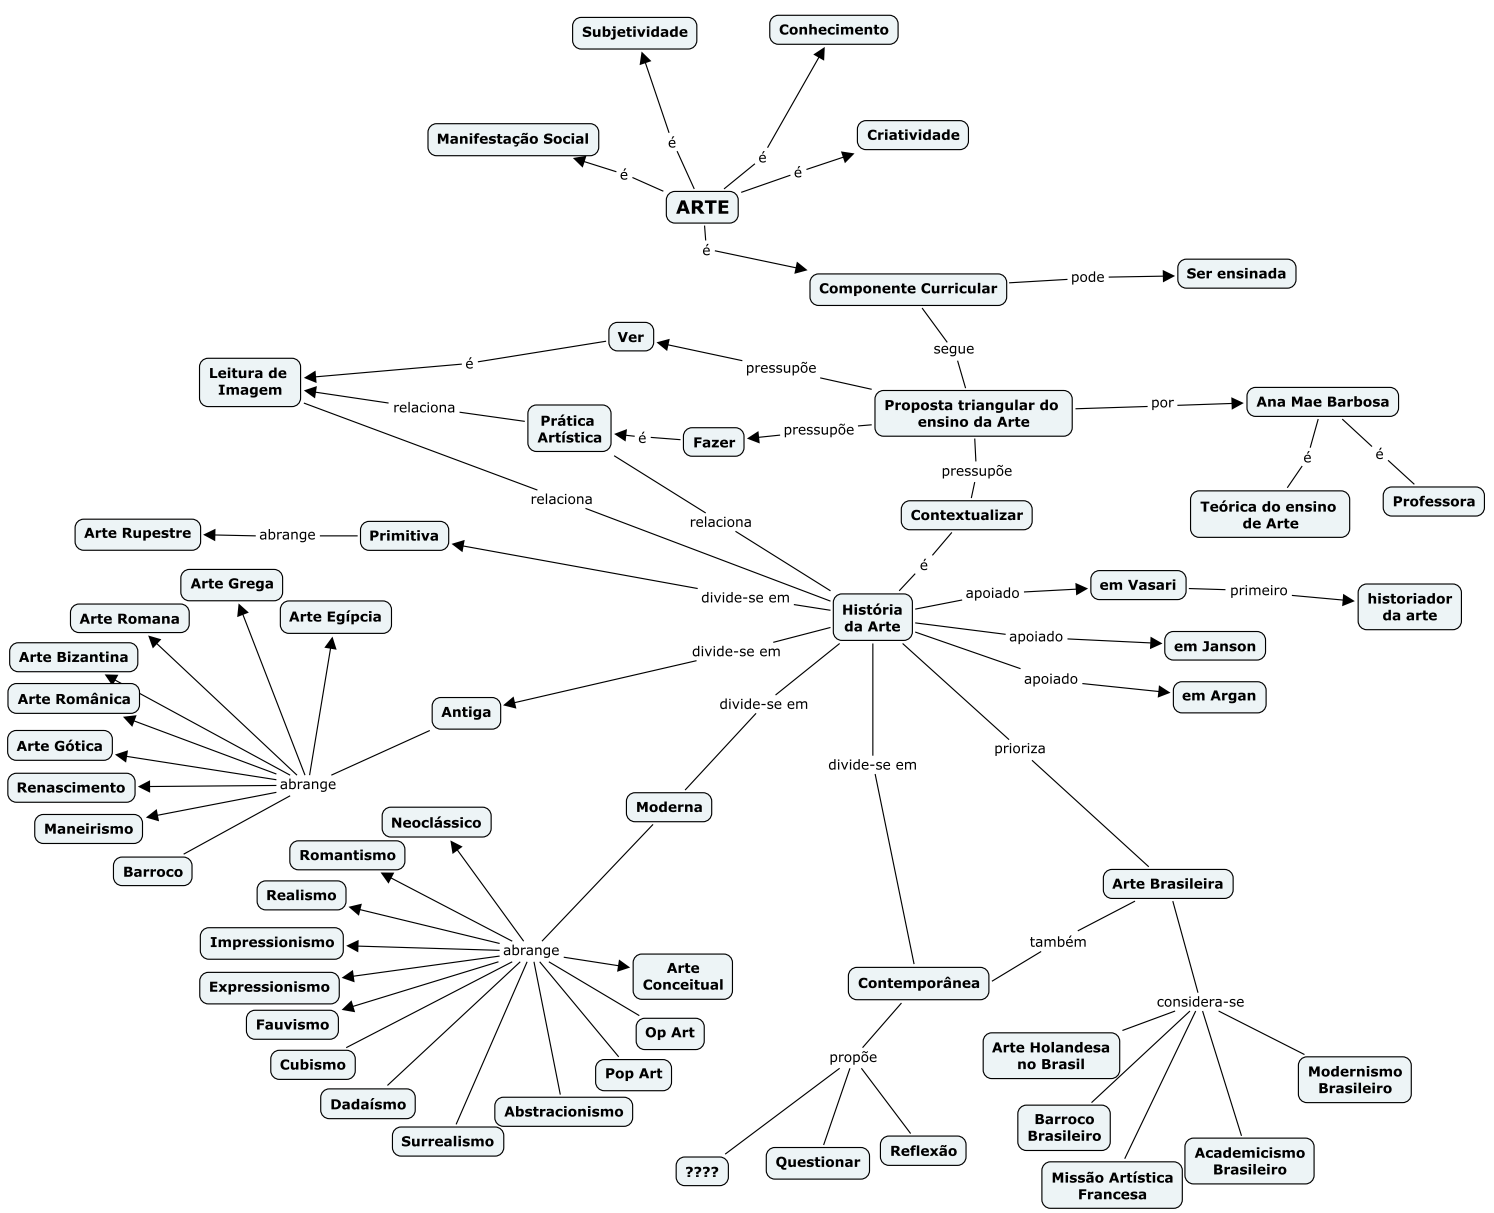 Subjetividade
Conhecimento
Manifestação Social
Criatividade
é
é
é
é
ARTE
é
Componente Curricular
pode
Ser ensinada
segue
Ver
é
pressupõe
Leitura de
Imagem
relaciona
Prática
Artística
é
Fazer
pressupõe
Proposta triangular do
ensino da Arte
por
Ana Mae Barbosa
é
é
Teórica do ensino
de Arte
Professora
pressupõe
Contextualizar
é
relaciona
relaciona
Arte Rupestre
abrange
Primitiva
divide-se em
História
da Arte
apoiado
em Vasari
primeiro
historiador
da arte
apoiado
em Janson
apoiado
em Argan
Arte Grega
Arte Egípcia
Arte Romana
Arte Bizantina
Arte Românica
Arte Gótica
Renascimento
Maneirismo
Barroco
abrange
Antiga
divide-se em
divide-se em
divide-se em
prioriza
Moderna
Neoclássico
Romantismo
Realismo
Impressionismo
Expressionismo
Fauvismo
Cubismo
Dadaísmo
Surrealismo
Abstracionismo
Pop Art
Op Art
Arte
Conceitual
abrange
Arte Brasileira
também
Contemporânea
propõe
????
Questionar
Reflexão
considera-se
Arte Holandesa
no Brasil
Barroco
Brasileiro
Missão Artística
Francesa
Academicismo
Brasileiro
Modernismo
Brasileiro